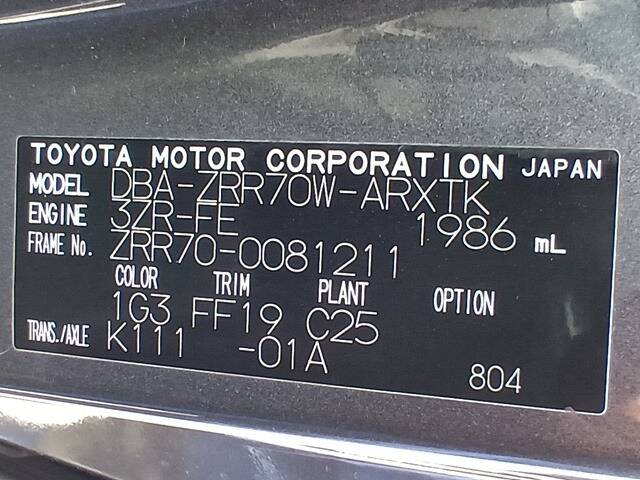 TOYOTA MOTOR CORPORATION JAPAN
MODEL DBA-ZRR70W-ARXTK
ENGINE 3ZR-FE 1986 mL
FRAME No. ZRR70-0081211
COLOR TRIM PLANT OPTION
1G3 FF19 C25
TRANS./AXLE K111 -01A
804